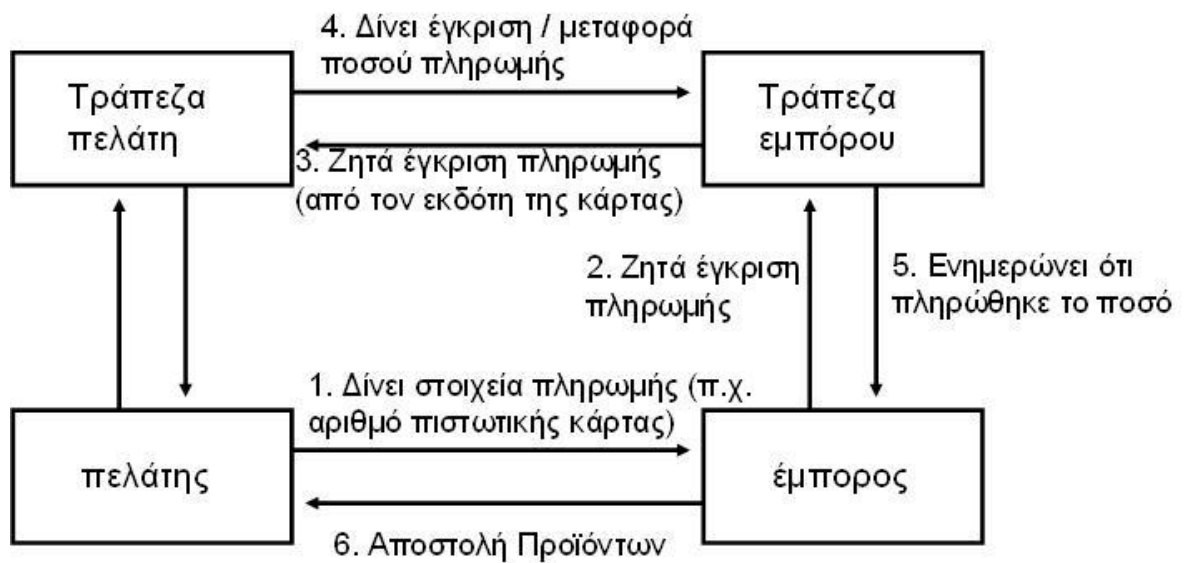 4. Δίνει έγκριση / μεταφορά
ποσού πληρωμής
Τράπεζα
πελάτη
Τράπεζα
εμπόρου
3. Ζητά έγκριση πληρωμής
(από τον εκδότη της κάρτας)
2. Ζητά έγκριση
πληρωμής
5. Ενημερώνει ότι
πληρώθηκε το ποσό
1. Δίνει στοιχεία πληρωμής (π.χ.
αριθμό πιστωτικής κάρτας)
πελάτης
έμπορος
6. Αποστολή Προϊόντων